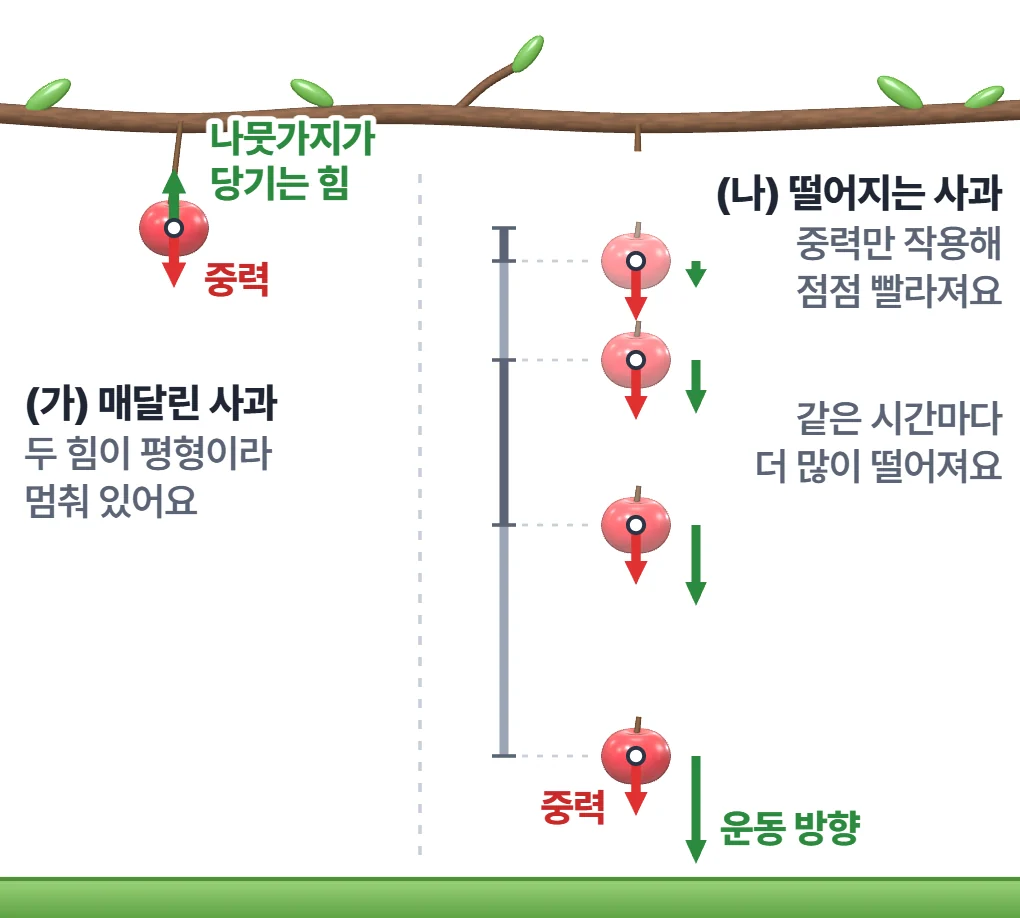 나뭇가지가
당기는 힘
중력
(가) 매달린 사과
두 힘이 평형이라
멈춰 있어요
(나) 떨어지는 사과
중력만 작용해
점점 빨라져요
같은 시간마다
더 많이 떨어져요
중력
운동 방향